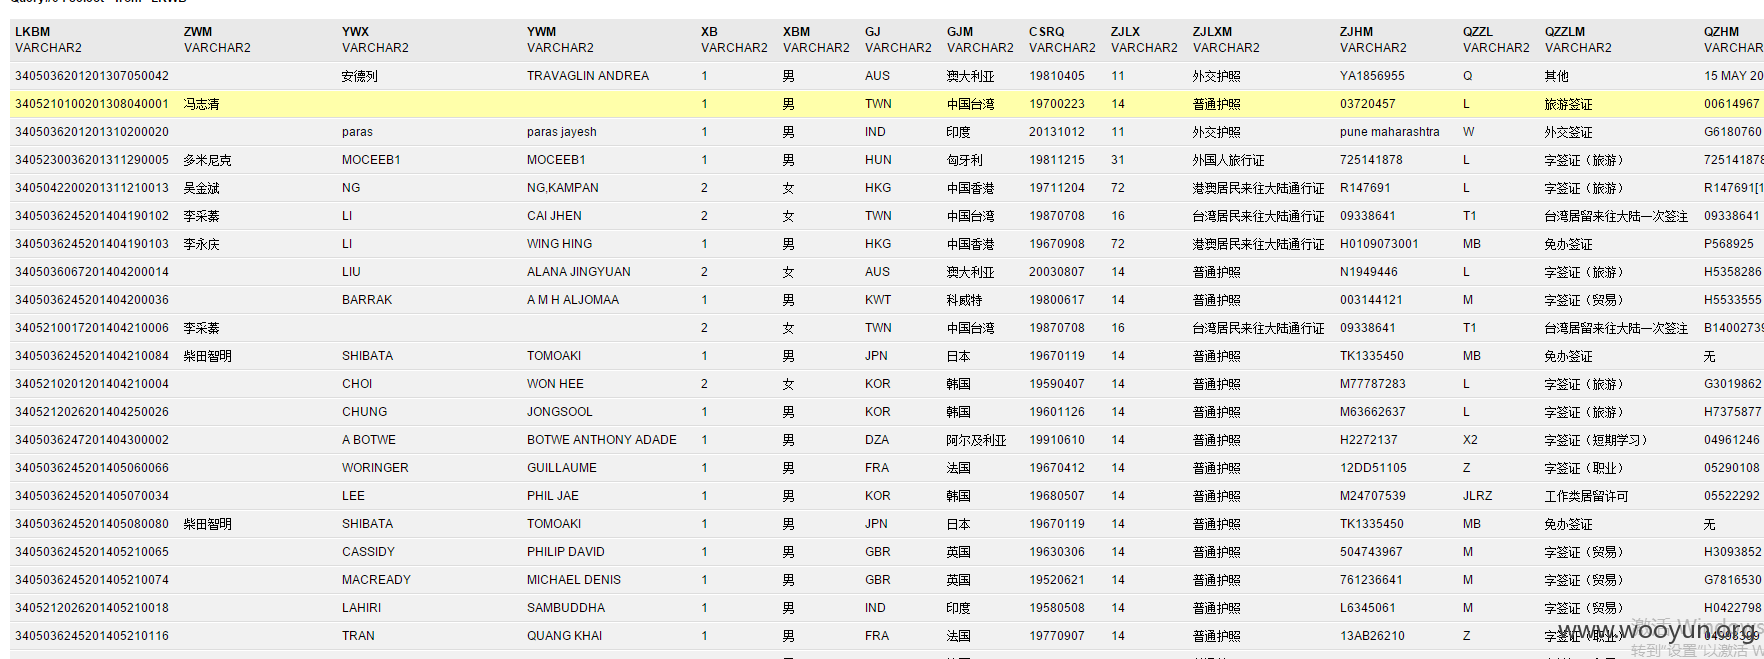 LKBM ZWM YWX YWM XB XBM GJ GJM CSRQ ZJLX ZJLXM ZJHM QZZL QZZLM QZHM
VARCHAR2 VARCHAR2 VARCHAR2 VARCHAR2 VARCHAR2 VARCHAR2 VARCHAR2 VARCHAR2 VARCHAR2 VARCHAR2 VARCHAR2 VARCHAR2 VARCHAR2 VARCHAR2 VARCHAR
3405036201201307050042 安德列 TRAVAGLIN ANDREA 1 男 AUS 澳大利亚 19810405 11 外交护照 YA1856955 Q 其他 15 MAY 20
3405210100201308040001 冯志清 1 男 TWN 中国台湾 19700223 14 普通护照 03720457 L 旅游签证 00614967
3405036201201310200020 paras paras jayesh 1 男 IND 印度 20131012 11 外交护照 pune maharashtra W 外交签证 G6180760
3405230036201311290005 多米尼克 MOCEEB1 MOCEEB1 1 男 HUN 匈牙利 19811215 31 外国人旅行证 725141878 L 字签证（旅游） 725141878
3405042200201311210013 吴金斌 NG NG,KAMPAN 2 女 HKG 中国香港 19711204 72 港澳居民来往大陆通行证 R147691 L 字签证（旅游） R147691[1
3405036245201404190102 李采蓁 LI CAI JHEN 2 女 TWN 中国台湾 19870708 16 台湾居民来往大陆通行证 09338641 T1 台湾居留来往大陆一次签注 09338641
3405036245201404190103 李永庆 LI WING HING 1 男 HKG 中国香港 19670908 72 港澳居民来往大陆通行证 H0109073001 MB 免办签证 P568925
3405036067201404200014 LIU ALANA JINGYUAN 2 女 AUS 澳大利亚 20030807 14 普通护照 N1949446 L 字签证（旅游） H5358286
3405036245201404200036 BARRAK A M H ALJOMAA 1 男 KWT 科威特 19800617 14 普通护照 003144121 M 字签证（贸易） H5533555
3405210017201404210006 李采蓁 2 女 TWN 中国台湾 19870708 16 台湾居民来往大陆通行证 09338641 T1 台湾居留来往大陆一次签注 B1400273
3405036245201404210084 柴田智明 SHIBATA TOMOAKI 1 男 JPN 日本 19670119 14 普通护照 TK1335450 MB 免办签证 无
3405210201201404210004 CHOI WON HEE 2 女 KOR 韩国 19590407 14 普通护照 M77787283 L 字签证（旅游） G3019862
3405212026201404250026 CHUNG JONGSOOL 1 男 KOR 韩国 19601126 14 普通护照 M63662637 L 字签证（旅游） H7375877
3405036247201404300002 A BOTWE BOTWE ANTHONY ADADE 1 男 DZA 阿尔及利亚 19910610 14 普通护照 H2272137 X2 字签证（短期学习） 04961246
3405036245201405060066 WORINGER GUILLAUME 1 男 FRA 法国 19670412 14 普通护照 12DD51105 Z 字签证（职业） 05290108
3405036245201405070034 LEE PHIL JAE 1 男 KOR 韩国 19680507 14 普通护照 M24707539 JLRZ 工作类居留许可 05522292
3405036245201405080080 柴田智明 SHIBATA TOMOAKI 1 男 JPN 日本 19670119 14 普通护照 TK1335450 MB 免办签证 无
3405036245201405210065 CASSIDY PHILIP DAVID 1 男 GBR 英国 19630306 14 普通护照 504743967 M 字签证（贸易） H3093852
3405036245201405210074 MACREADY MICHAEL DENIS 1 男 GBR 英国 19520621 14 普通护照 761236641 M 字签证（贸易） G7816530
3405212026201405210018 LAHIRI SAMBUDDHA 1 男 IND 印度 19580508 14 普通护照 L6345061 M 字签证（贸易） H0422798
3405036245201405210116 TRAN QUANG KHAI 1 男 FRA 法国 19770907 14 普通护照 13AB26210 Z 字签证（职业）
www.wooyun.org
激活 Windows
转到"设置"以激活 W